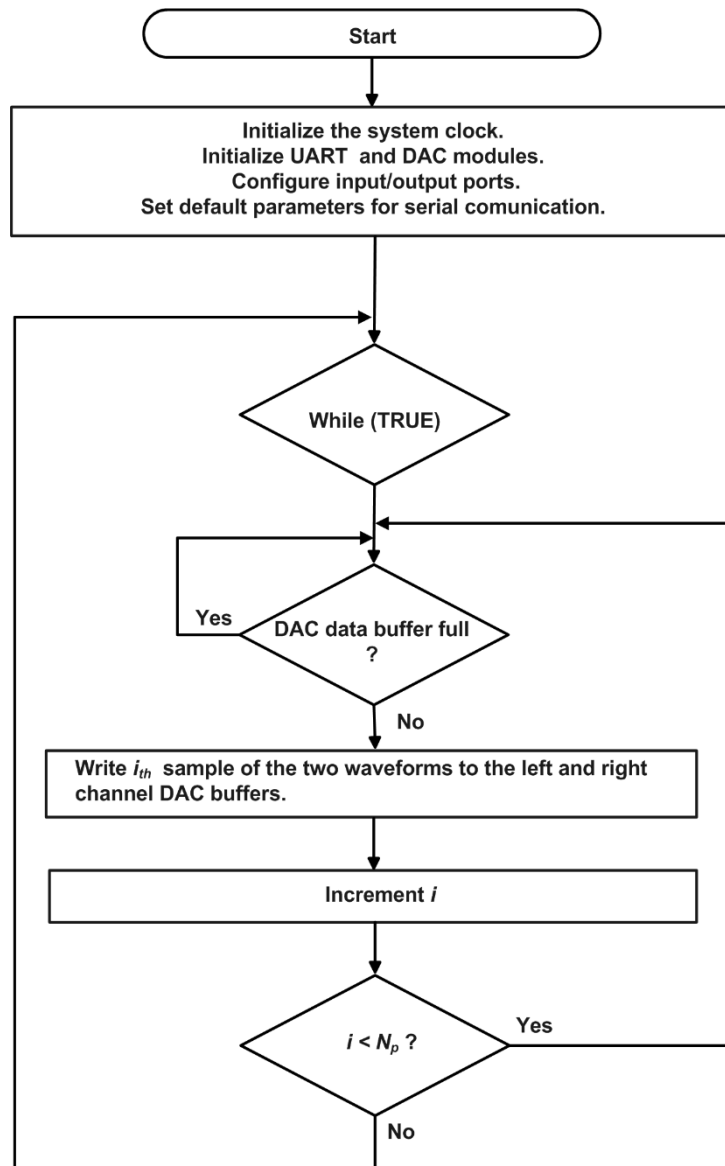 Start
Initialize the system clock.
Initialize UART and DAC modules.
Configure input/output ports.
Set default parameters for serial comunication.
While (TRUE)
Yes
DAC data buffer full
?
No
Write ith sample of the two waveforms to the left and right
channel DAC buffers.
Increment i
i < Np ?
Yes
No